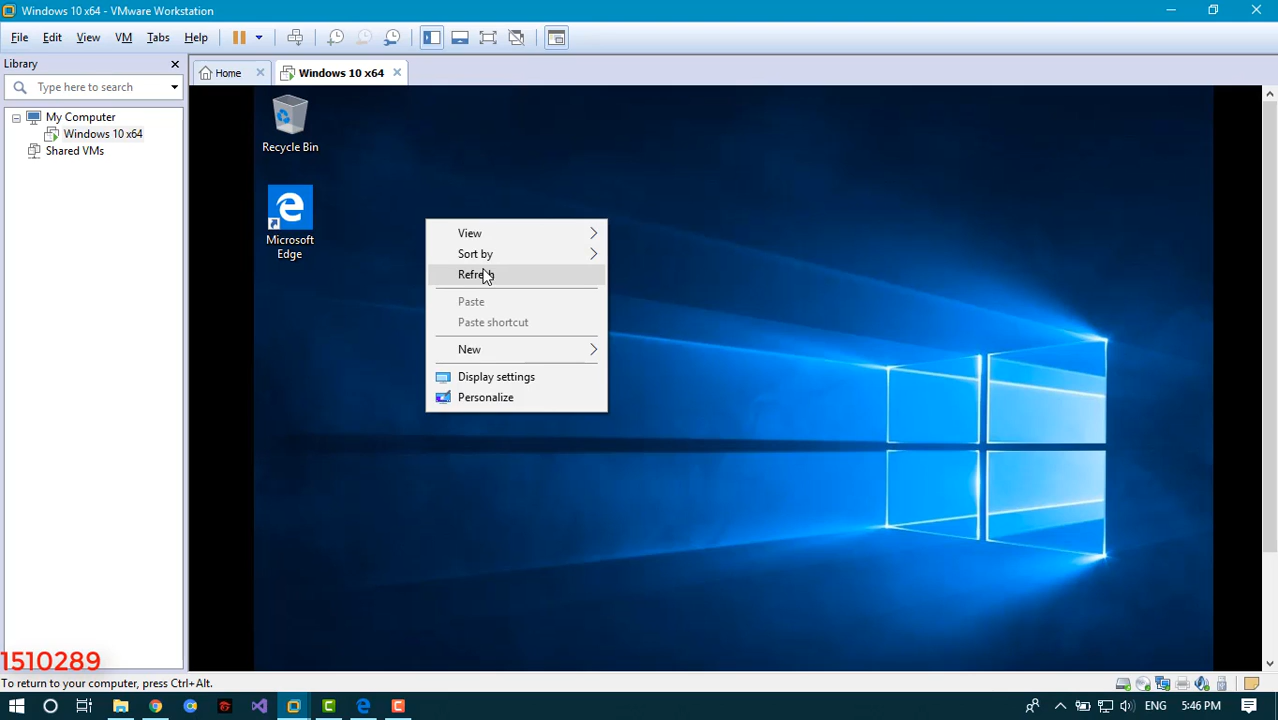 Windows 10 x64 - VMware Workstation
File Edit View VM Tabs Help
Library
Type here to search
My Computer
Windows 10 x64
Shared VMs
Home
Windows 10 x64
Recycle Bin
Microsoft
Edge
View
Sort by
Refresh
Paste
Paste shortcut
New
Display settings
Personalize
1510289
To return to your computer, press Ctrl+Alt.
ENG 5:46 PM